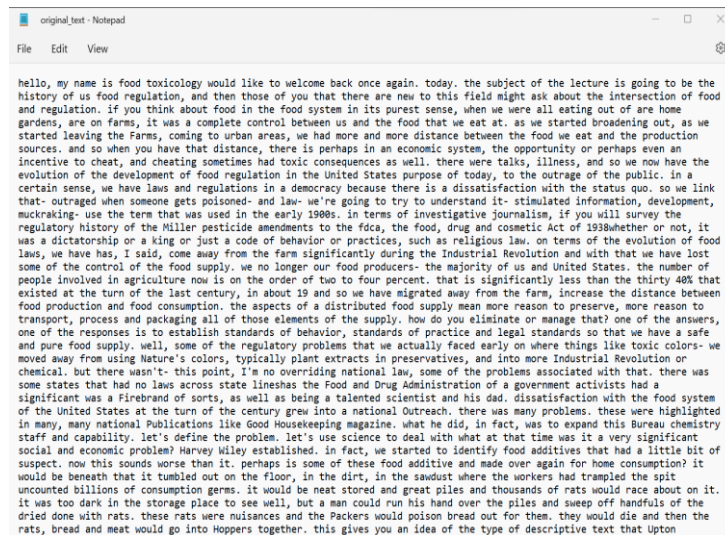 original_text - Notepad
File Edit View
hello, my name is food toxicology would like to welcome back once again. today. the subject of the lecture is going to be the
history of us food regulation, and then those of you that there are new to this field might ask about the intersection of food
and regulation. if you think about food in the food system in its purest sense, when we were all eating out of are home
gardens, are on farms, it was a complete control between us and the food that we eat at. as we started broadening out, as we
started leaving the Farms, coming to urban areas, we had more and more distance between the food we eat and the production
sources. and so when you have that distance, there is perhaps in an economic system, the opportunity or perhaps even an
incentive to cheat, and cheating sometimes had toxic consequences as well. there were talks, illness, and so we now have the
evolution of the development of food regulation in the United States purpose of today, to the outrage of the public. in a
certain sense, we have laws and regulations in a democracy because there is a dissatisfaction with the status quo. so we link
that- outraged when someone gets poisoned- and law- we're going to try to understand it- stimulated information, development,
muckraking- use the term that was used in the early 1900s. in terms of investigative journalism, if you will survey the
regulatory history of the Miller pesticide amendments to the fdca, the food, drug and cosmetic Act of 1938whether or not, it
was a dictatorship or a king or just a code of behavior or practices, such as religious law. on terms of the evolution of food
laws, we have has, I said, come away from the farm significantly during the Industrial Revolution and with that we have lost
some of the control of the food supply. we no longer our food producers- the majority of us and United States. the number of
people involved in agriculture now is on the order of two to four percent. that is significantly less than the thirty 40% that
existed at the turn of the last century, in about 19 and so we have migrated away from the farm, increase the distance between
food production and food consumption. the aspects of a distributed food supply mean more reason to preserve, more reason to
transport, process and packaging all of those elements of the supply. how do you eliminate or manage that? one of the answers,
one of the responses is to establish standards of behavior, standards of practice and legal standards so that we have a safe
and pure food supply. well, some of the regulatory problems that we actually faced early on where things like toxic colors- we
moved away from using Nature's colors, typically plant extracts in preservatives, and into more Industrial Revolution or
chemical. but there wasn't- this point, I'm no overriding national law, some of the problems associated with that. there was
some states that had no laws across state lineshas the Food and Drug Administration of a government activists had a
significant was a Firebrand of sorts, as well as being a talented scientist and his dad. dissatisfaction with the food system
of the United States at the turn of the century grew into a national Outreach. there was many problems. these were highlighted
in many, many national Publications like Good Housekeeping magazine. what he did, in fact, was to expand this Bureau chemistry
staff and capability. let's define the problem. let's use science to deal with what at that time was it a very significant
social and economic problem? Harvey Wiley established. in fact, we started to identify food additives that had a little bit of
suspect. now this sounds worse than it. perhaps is some of these food additive and made over again for home consumption? it
would be beneath that it tumbled out on the floor, in the dirt, in the sawdust where the workers had trampled the spit
uncounted billions of consumption germs. it would be neat stored and great piles and thousands of rats would race about on it.
it was too dark in the storage place to see well, but a man could run his hand over the piles and sweep off handfuls of the
dried done with rats. these rats were nuisances and the Packers would poison bread out for them. they would die and then the
rats, bread and meat would go into Hoppers together. this gives you an idea of the type of descriptive text that Upton